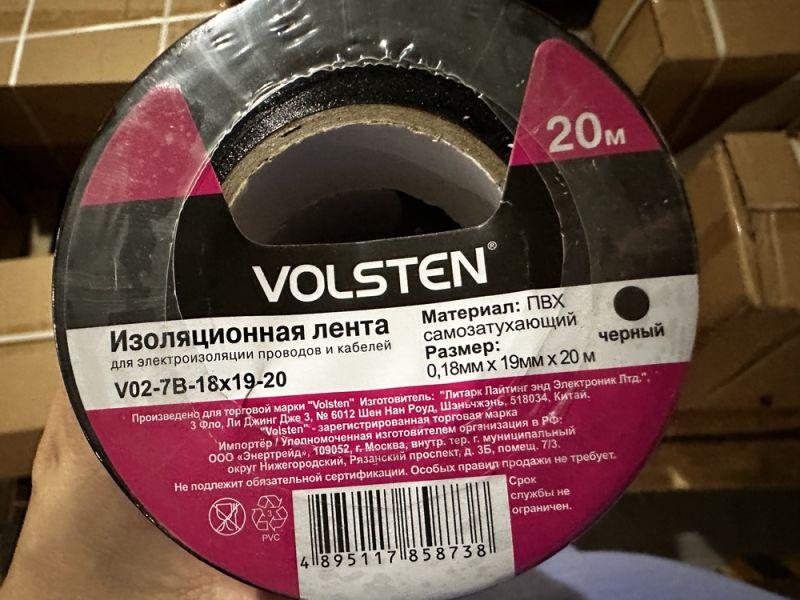 20м
VOLSTEN®
Изоляционная лента
для электроизоляции проводов и кабелей
V02-7B-18x19-20
Материал: ПВХ
самозатухающий
Размер:
0,18мм x 19мм x 20 м
черный
Произведено для торговой марки "Volsten" Изготовитель: "Литарк Лайтинг энд Электроник Лтд.",
3 Фло, Ли Джинг Дже 3, № 6012 Шен Нан Роуд, Шэньчжэнь, 518034, Китай.
"Volsten" - зарегистрированная торговая марка
Импортёр / Уполномоченная изготовителем организация в РФ:
ООО «Энертрейд», 109052, г. Москва, внутр. тер. г. муниципальный
округ Нижегородский, Рязанский проспект, д. 3Б, помещ. 7/3.
Не подлежит обязательной сертификации. Особых правил продажи не требует.
Срок
службы не
ограничен.
3
PVC
4 895117 858738